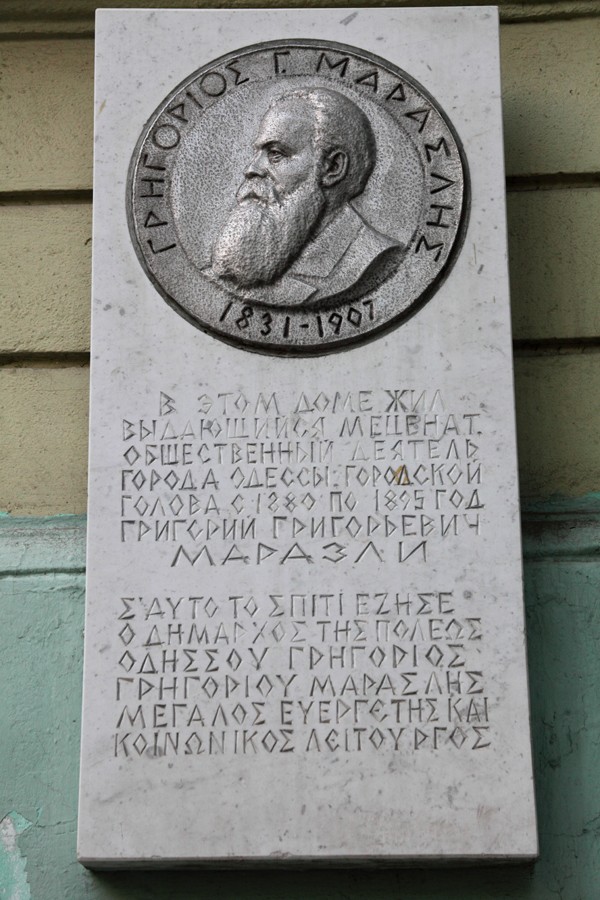 ΓΡΗΓΟΡΙΟΣ Γ. ΜΑΡΑΣΛΗΣ
1831-1907
В ЭТОМ ДОМЕ ЖИЛ
ВЫДАЮЩИЙСЯ МЕЦЕНАТ.
ОБЩЕСТВЕННЫЙ ДЕЯТЕЛЬ
ГОРОДА ОДЕССЫ. ГОРОДСКОЙ
ГОЛОВА С 1880 ПО 1895 ГОД
ГРИГОРИЙ ГРИГОРЬЕВИЧ
МАРАЗЛИ
Σ'ΑΥΤΟ ΤΟ ΣΠΙΤΙ ΕΖΗΣΕ
Ο ΔΗΜΑΡΧΟΣ ΤΗΣ ΠΟΛΕΩΣ
ΟΔΗΣΣΟΥ ΓΡΗΓΟΡΙΟΣ
ΓΡΗΓΟΡΙΟΥ ΜΑΡΑΣΛΗΣ
ΜΕΓΑΛΟΣ ΕΥΕΡΓΕΤΗΣ ΚΑΙ
ΚΟΙΝΩΝΙΚΟΣ ΛΕΙΤΟΥΡΓΟΣ